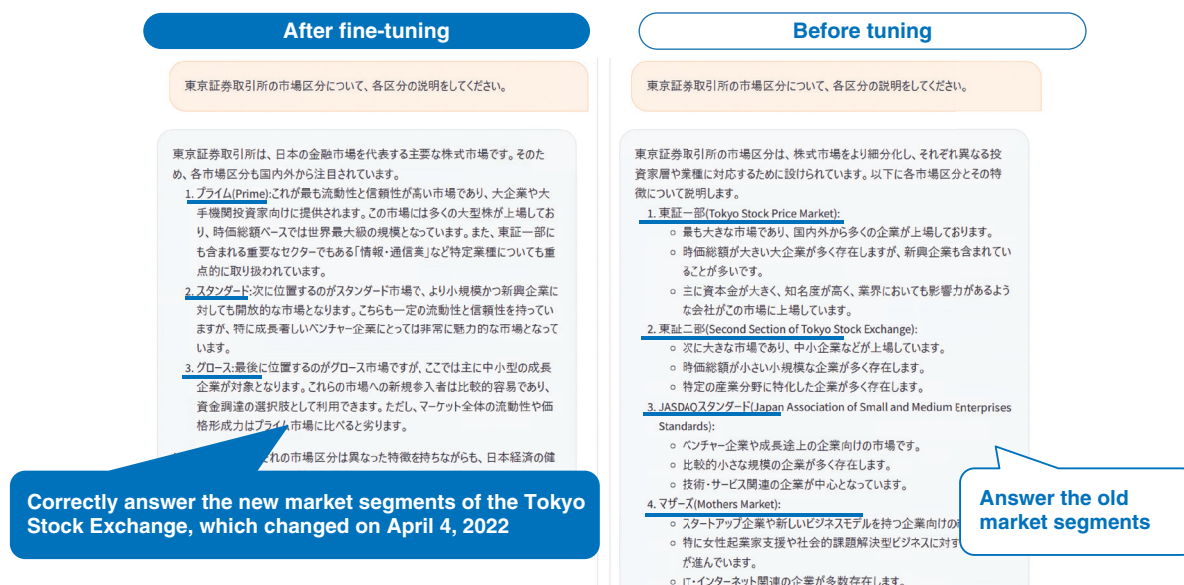 After fine-tuning
東京証券取引所の市場区分について、各区分の説明をしてください。
東京証券取引所は、日本の金融市場を代表する主要な株式市場です。そのた
め、各市場区分も国内外から注目されています。
1. プライム(Prime):これが最も流動性と信頼性が高い市場であり、大企業や大
手機関投資家向けに提供されます。この市場には多くの大型株が上場してお
り、時価総額ベースでは世界最大級の規模となっています。また、東証一部に
も含まれる重要なセクターでもある「情報・通信業」など特定業種についても重
点的に取り扱われています。
2. スタンダード:次に位置するのがスタンダード市場で、より小規模かつ新興企業に
対しても開放的な市場となります。こちらも一定の流動性と信頼性を持ってい
ますが、特に成長著しいベンチャー企業にとっては非常に魅力的な市場となって
います。
3. グロース:最後に位置するのがグロース市場ですが、ここでは主に中小型の成長
企業が対象となります。これらの市場への新規参入者は比較的容易であり、
資金調達の選択肢として利用できます。ただし、マーケット全体の流動性や価
格形成力はプライム市場に比べると劣ります。
れの市場区分は異なった特徴を持ちながらも、日本経済の健
Correctly answer the new market segments of the Tokyo
Stock Exchange, which changed on April 4, 2022
Before tuning
東京証券取引所の市場区分について、各区分の説明をしてください。
東京証券取引所の市場区分は、株式市場をより細分化し、それぞれ異なる投
資家層や業種に対応するために設けられています。以下に各市場区分とその特
徴について説明します。
1. 東証一部(Tokyo Stock Price Market):
○ 最も大きな市場であり、国内外から多くの企業が上場しております。
○ 時価総額が大きい大企業が多く存在しますが、新興企業も含まれてい
ることが多いです。
○ 主に資本金が大きく、知名度が高く、業界においても影響力があるよう
な会社がこの市場に上場しています。
2. 東証二部(Second Section of Tokyo Stock Exchange):
○ 次に大きな市場であり、中小企業などが上場しています。
○ 時価総額が小さい小規模な企業が多く存在します。
○ 特定の産業分野に特化した企業が多く存在します。
3. JASDAQスタンダード(Japan Association of Small and Medium Enterprises
Standards):
○ ベンチャー企業や成長途上の企業向けの市場です。
○ 比較的小さな規模の企業が多く存在します。
○ 技術・サービス関連の企業が中心となっています。
4. マザーズ(Mothers Market):
○ スタートアップ企業や新しいビジネスモデルを持つ企業向けの
○ 特に女性起業家支援や社会的課題解決型ビジネスに対す
が進んでいます。
○ IT・インターネット関連の企業が多数存在します。
Answer the old
market segments